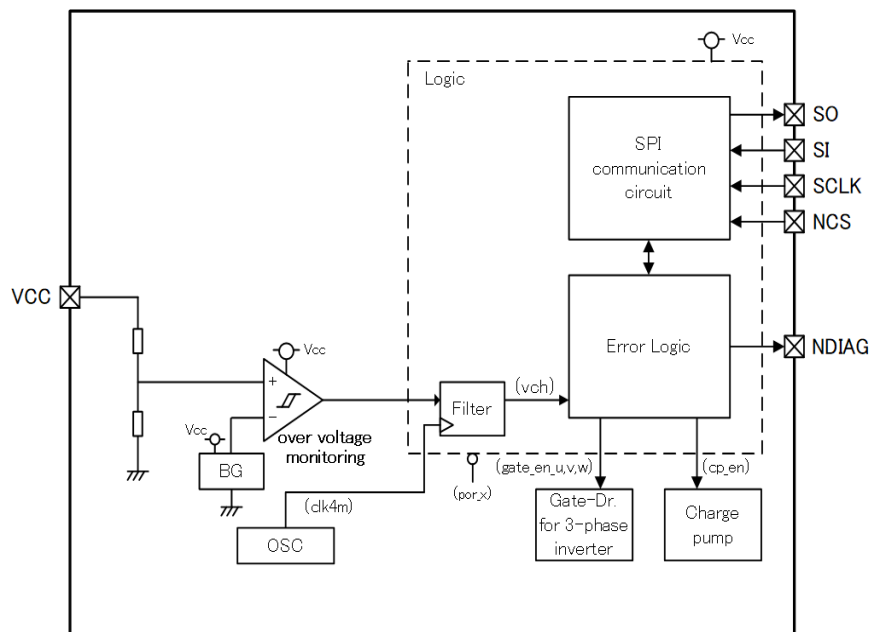 Vcc
Logic
SPI
communication
circuit
SO
SI
SCLK
NCS
VCC
Error Logic
NDIAG
Vcc
+
−
Filter
(vch)
over voltage
monitoring
Vcc
BG
(clk4m)
OSC
(por_x)
(gate_en_u,v,w)
(cp_en)
Gate-Dr.
for 3-phase
inverter
Charge
pump